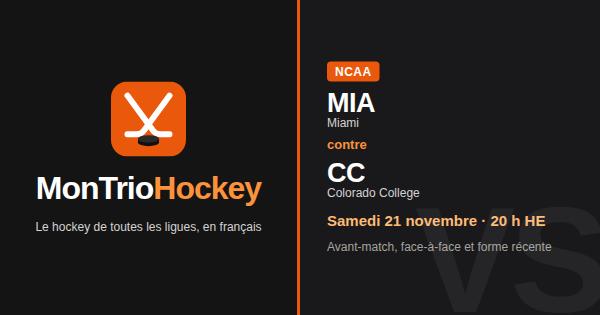 MonTrioHockey
Le hockey de toutes les ligues, en français
NCAA
MIA
Miami
contre
CC
Colorado College
Samedi 21 novembre · 20 h HE
Avant-match, face-à-face et forme récente
VS